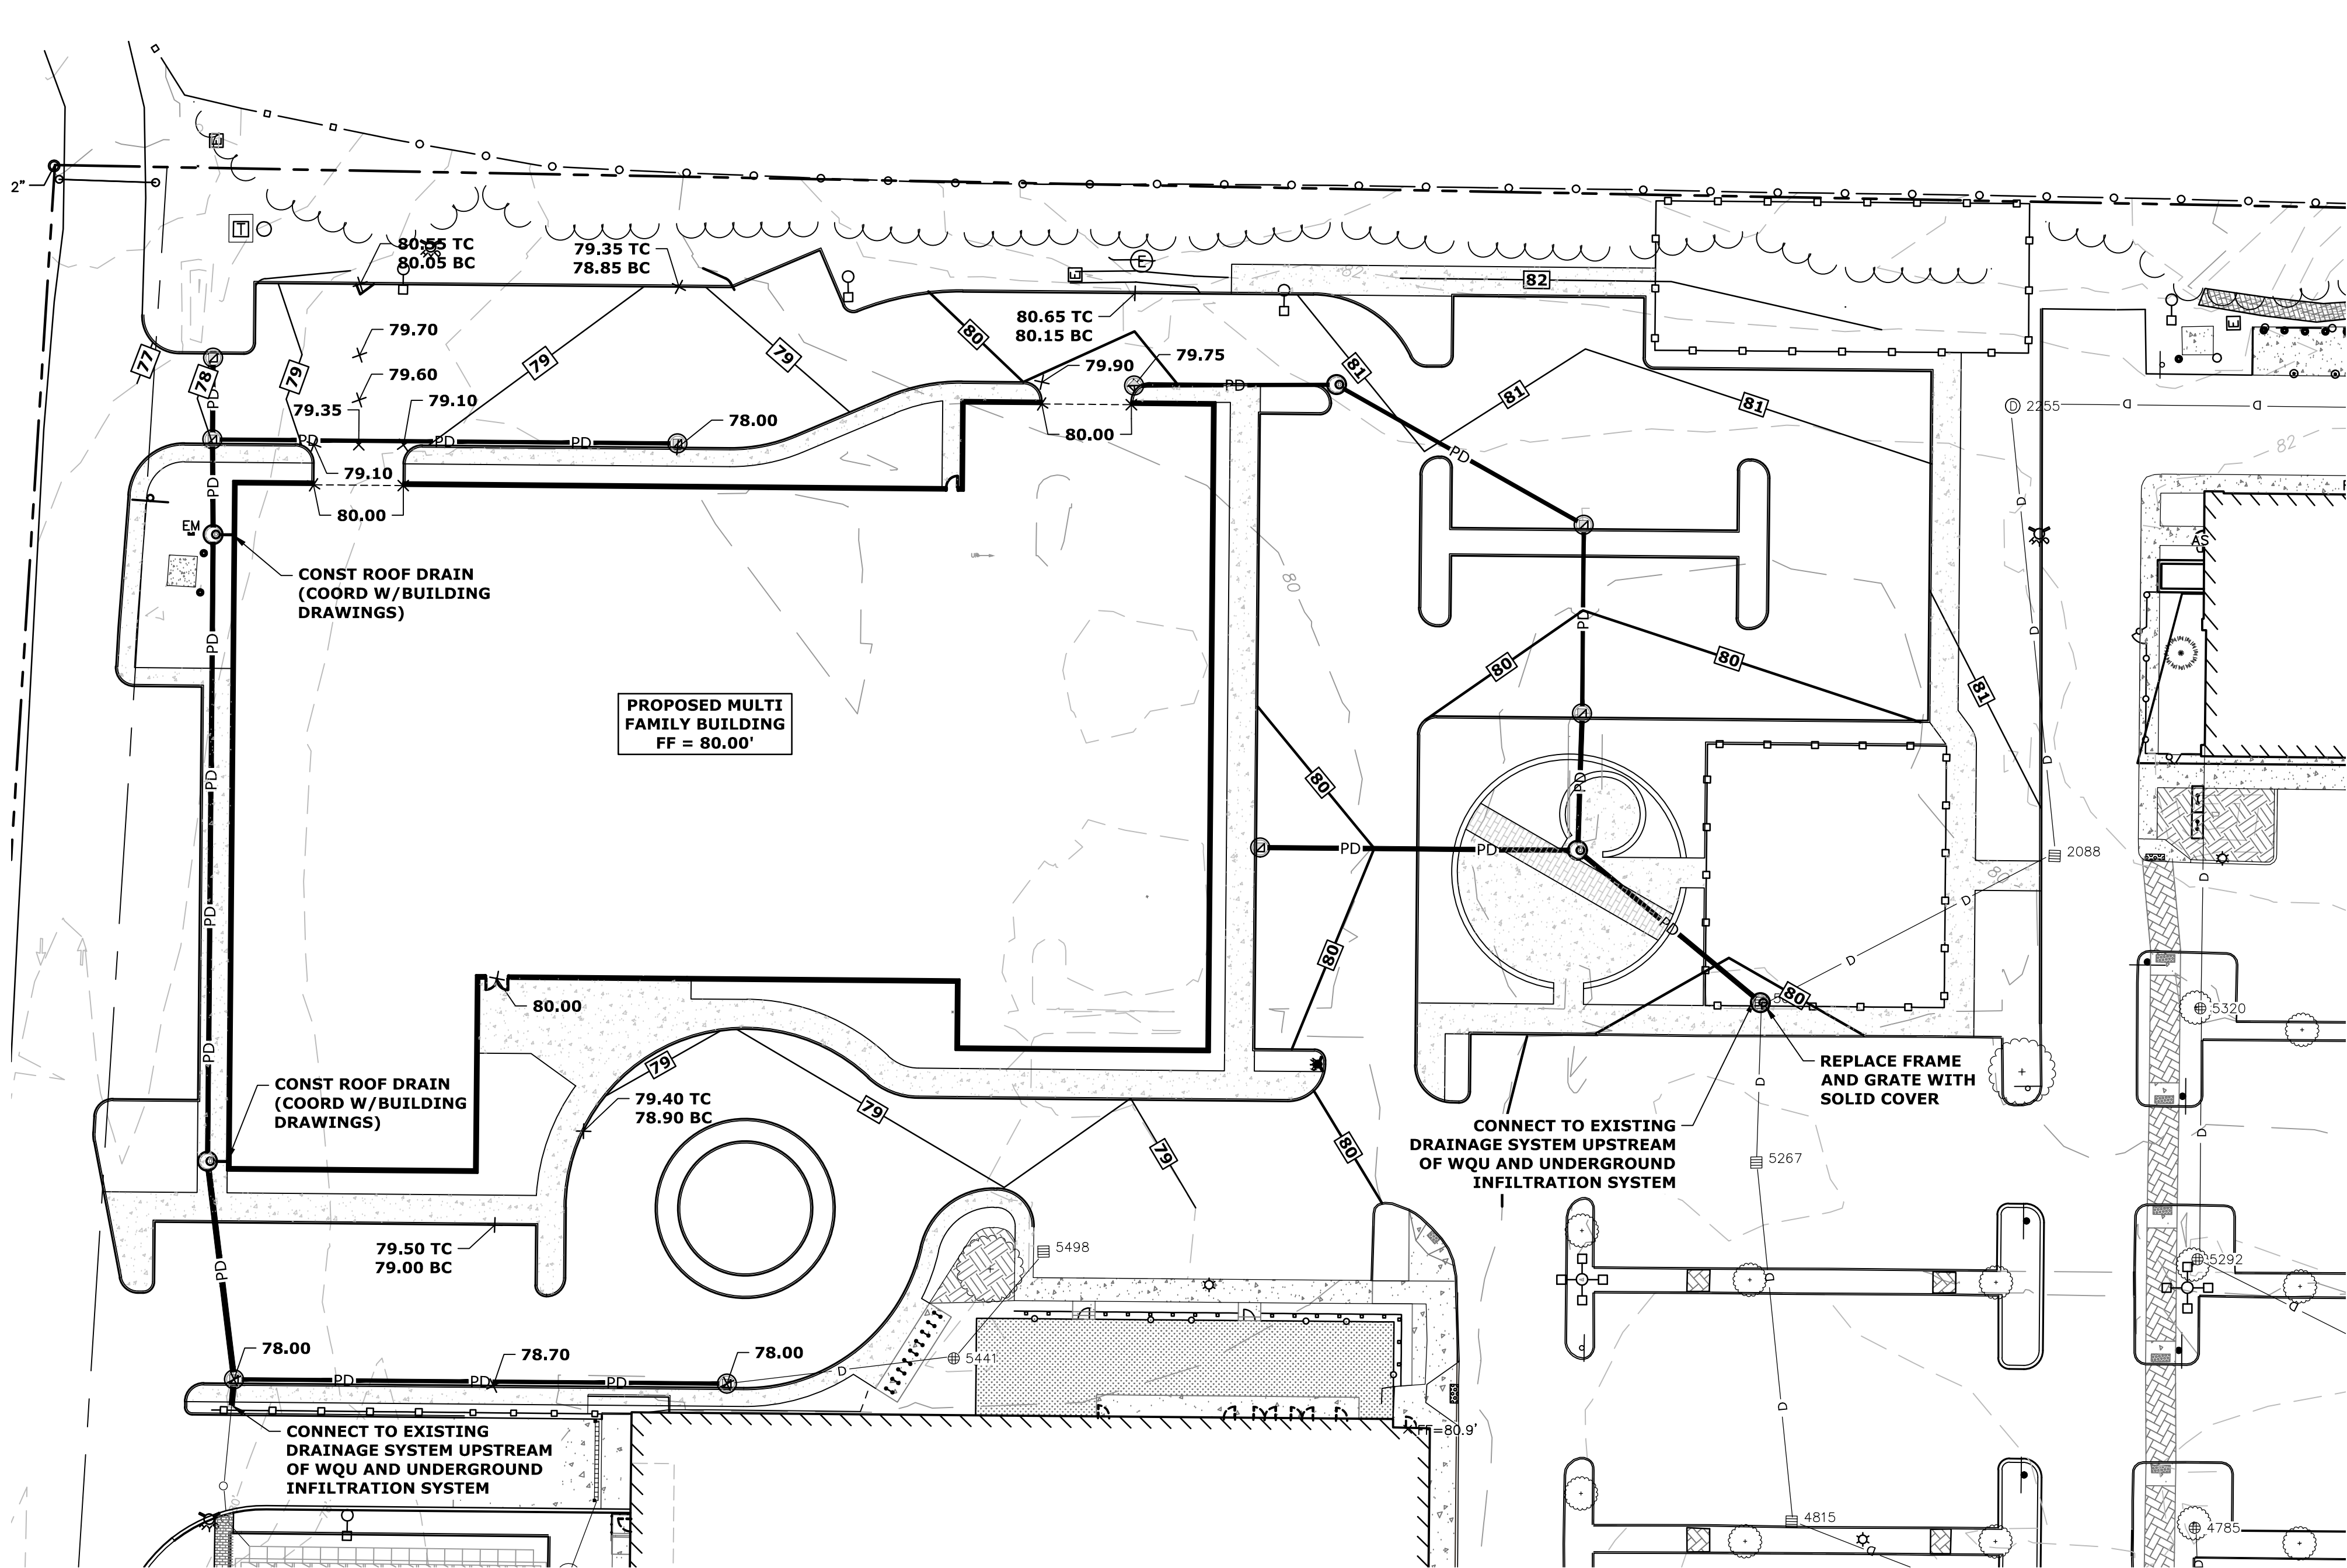 2"
T
E
E
E
E
82
82
80.55 TC
80.05 BC
79.35 TC
78.85 BC
80.65 TC
80.15 BC
77
78
79
79.70
79.60
79.35
79.10
79
79
80
79.90
79.75
81
81
81
78.00
80.00
D
2255
D
D
82
PD
PD
PD
PD
PD
PD
PD
79.10
80.00
EM
PD
CONST ROOF DRAIN
(COORD W/BUILDING
DRAWINGS)
80
AS
D
D
PD
PD
80
80
81
PROPOSED MULTI
FAMILY BUILDING
FF = 80.00'
PD
80
PD
D
PD
PD
2088
80
D
PD
PD
80
D
D
80.00
80
5320
PD
79
REPLACE FRAME
AND GRATE WITH
SOLID COVER
CONST ROOF DRAIN
(COORD W/BUILDING
DRAWINGS)
79.40 TC
78.90 BC
79
79
80
D
D
CONNECT TO EXISTING
DRAINAGE SYSTEM UPSTREAM
OF WQU AND UNDERGROUND
INFILTRATION SYSTEM
5267
79.50 TC
79.00 BC
5498
5292
PD
D
D
78.00
78.70
78.00
PD
PD
PD
D
5441
D
FF=80.9'
CONNECT TO EXISTING
DRAINAGE SYSTEM UPSTREAM
OF WQU AND UNDERGROUND
INFILTRATION SYSTEM
4815
4785
D
D